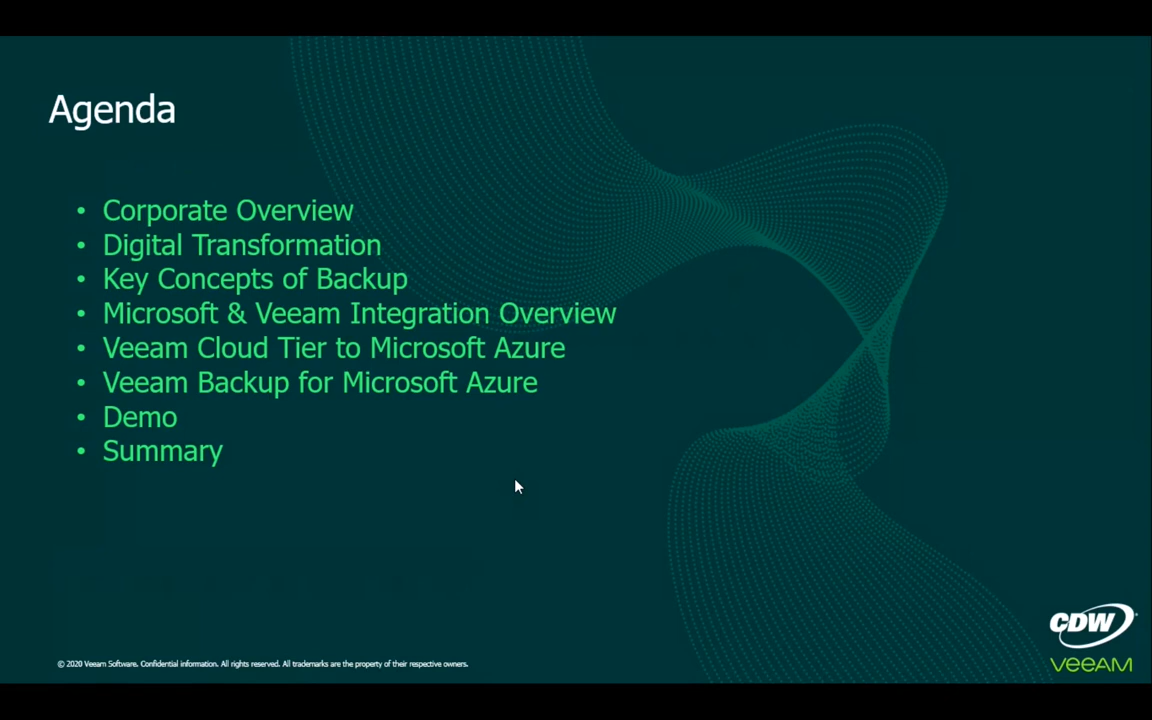 Agenda
• Corporate Overview
• Digital Transformation
• Key Concepts of Backup
• Microsoft & Veeam Integration Overview
• Veeam Cloud Tier to Microsoft Azure
• Veeam Backup for Microsoft Azure
• Demo
• Summary
CDW
VEEAM
© 2020 Veeam Software. Confidential information. All rights reserved. All trademarks are the property of their respective owners.